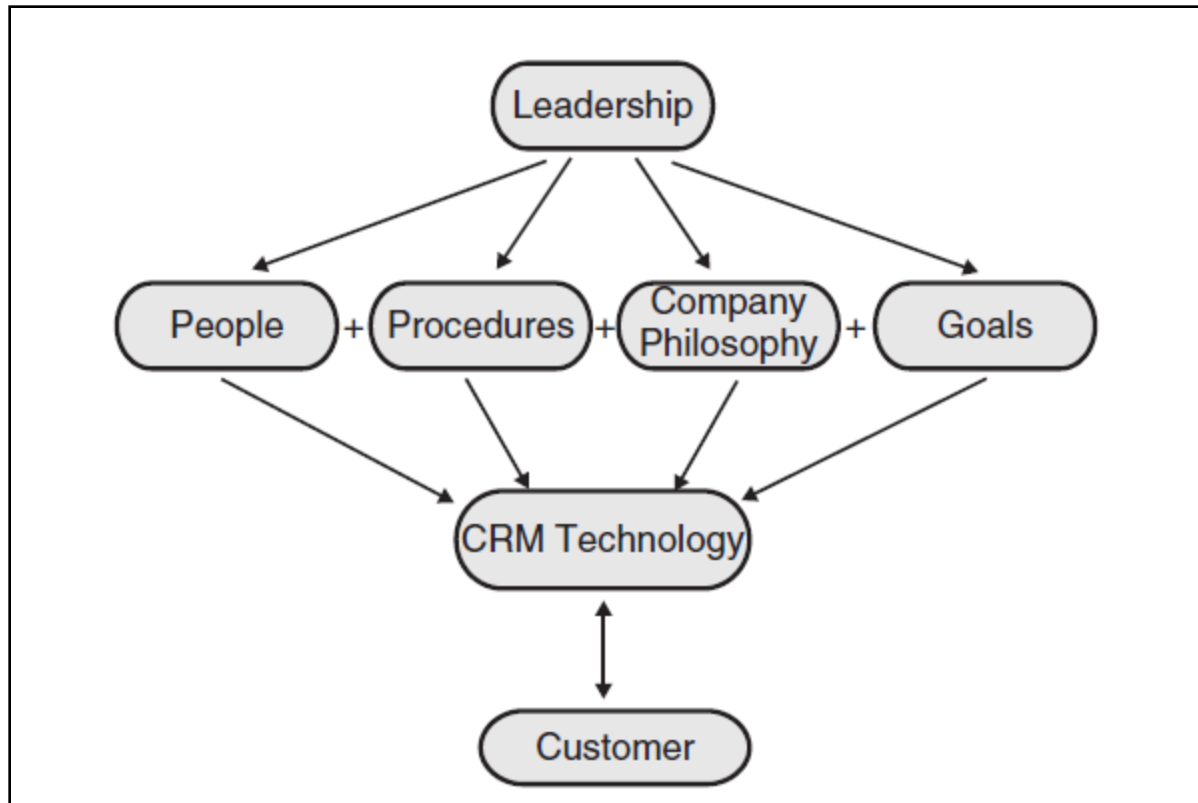 Leadership
People + Procedures + Company Philosophy + Goals
CRM Technology
Customer